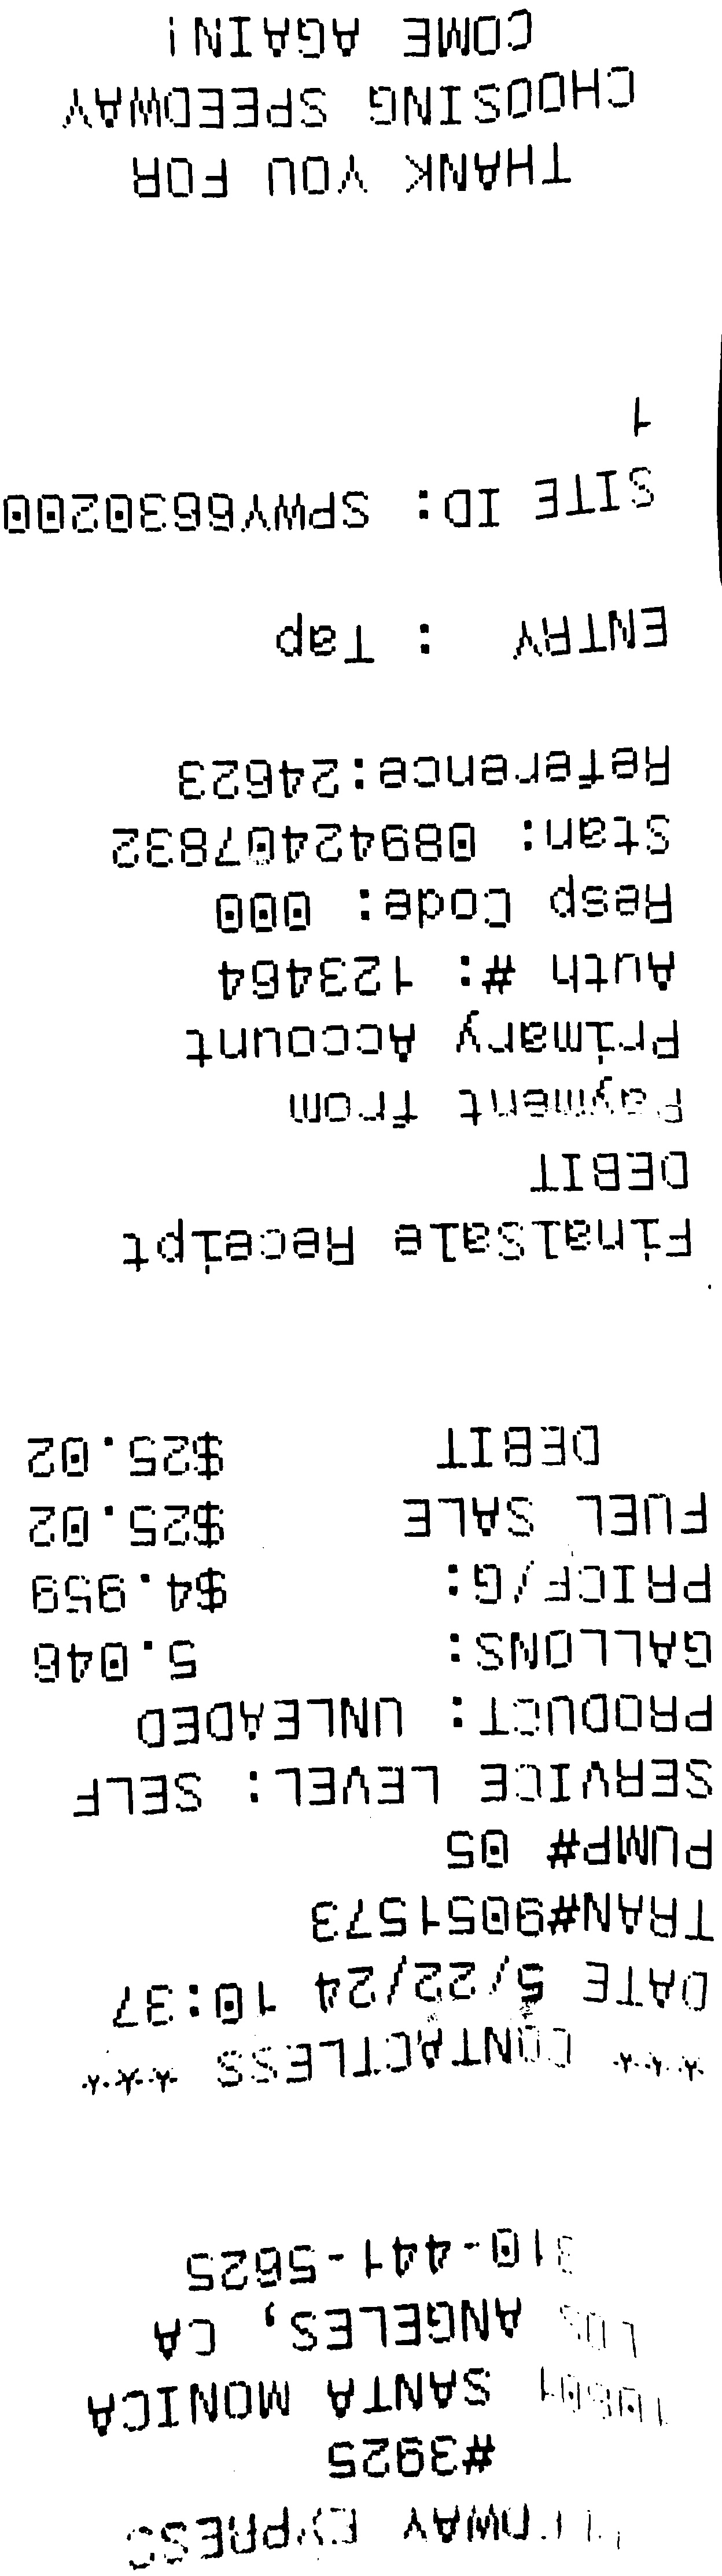 SPEEDWAY EXPRESS
#3925
10801 SANTA MONICA
LOS ANGELES, CA
310-441-5625
*** CONTACTLESS ***
DATE 5/22/24 10:37
TRAN#9051573
PUMP# 05
SERVICE LEVEL: SELF
PRODUCT: UNLEADED
GALLONS: 5.046
PRICE/G: $4.959
FUEL SALE $25.02
DEBIT $25.02
FinalSale Receipt
DEBIT
Payment from
Primary Account
Auth #: 123464
Resp Code: 000
Stan: 08942407832
Reference:24623
ENTRY : Tap
SITE ID: SPWY6630200
1
THANK YOU FOR
CHOOSING SPEEDWAY
COME AGAIN!